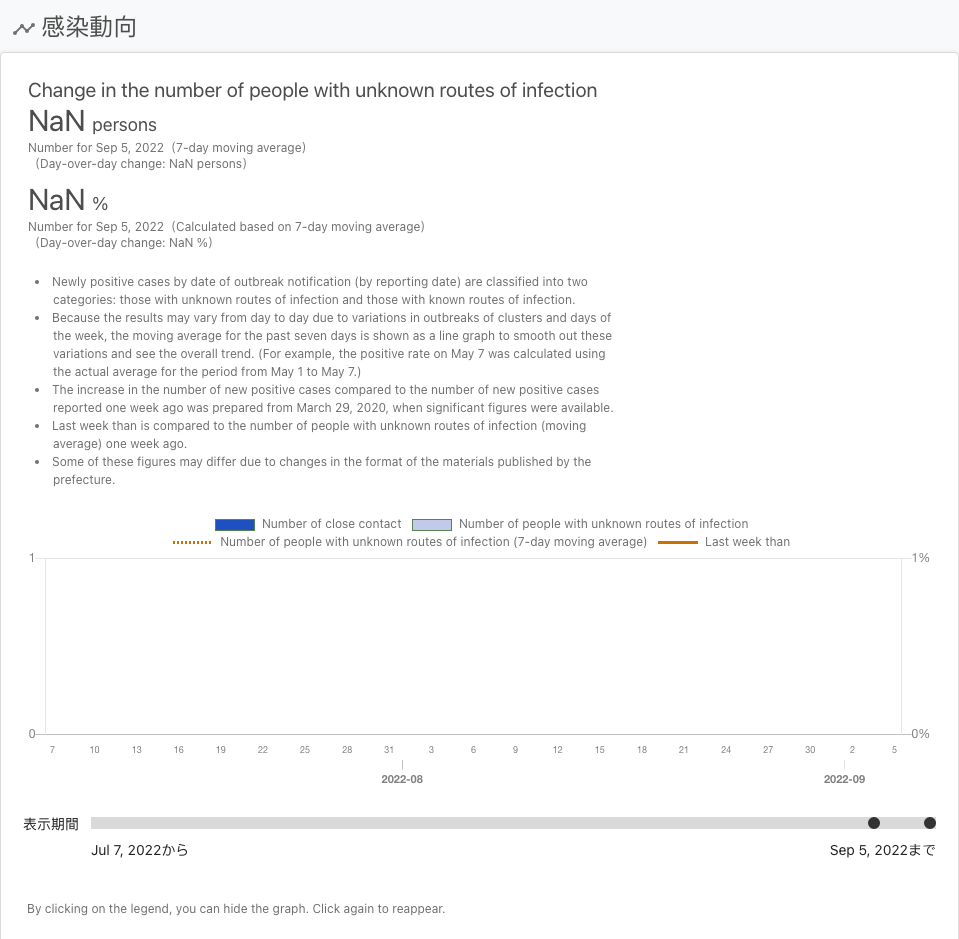 感染動向
Change in the number of people with unknown routes of infection
NaN persons
Number for Sep 5, 2022 (7-day moving average)
(Day-over-day change: NaN persons)
NaN %
Number for Sep 5, 2022 (Calculated based on 7-day moving average)
(Day-over-day change: NaN %)
• Newly positive cases by date of outbreak notification (by reporting date) are classified into two
categories: those with unknown routes of infection and those with known routes of infection.
• Because the results may vary from day to day due to variations in outbreaks of clusters and days of
the week, the moving average for the past seven days is shown as a line graph to smooth out these
variations and see the overall trend. (For example, the positive rate on May 7 was calculated using
the actual average for the period from May 1 to May 7.)
• The increase in the number of new positive cases compared to the number of new positive cases
reported one week ago was prepared from March 29, 2020, when significant figures were available.
• Last week than is compared to the number of people with unknown routes of infection (moving
average) one week ago.
• Some of these figures may differ due to changes in the format of the materials published by the
prefecture.
Number of close contact Number of people with unknown routes of infection
Number of people with unknown routes of infection (7-day moving average) Last week than
1 1%
0 0%
7 10 13 16 19 22 25 28 31 3 6 9 12 15 18 21 24 27 30 2 5
2022-08 2022-09
表示期間
Jul 7, 2022から Sep 5, 2022まで
By clicking on the legend, you can hide the graph. Click again to reappear.